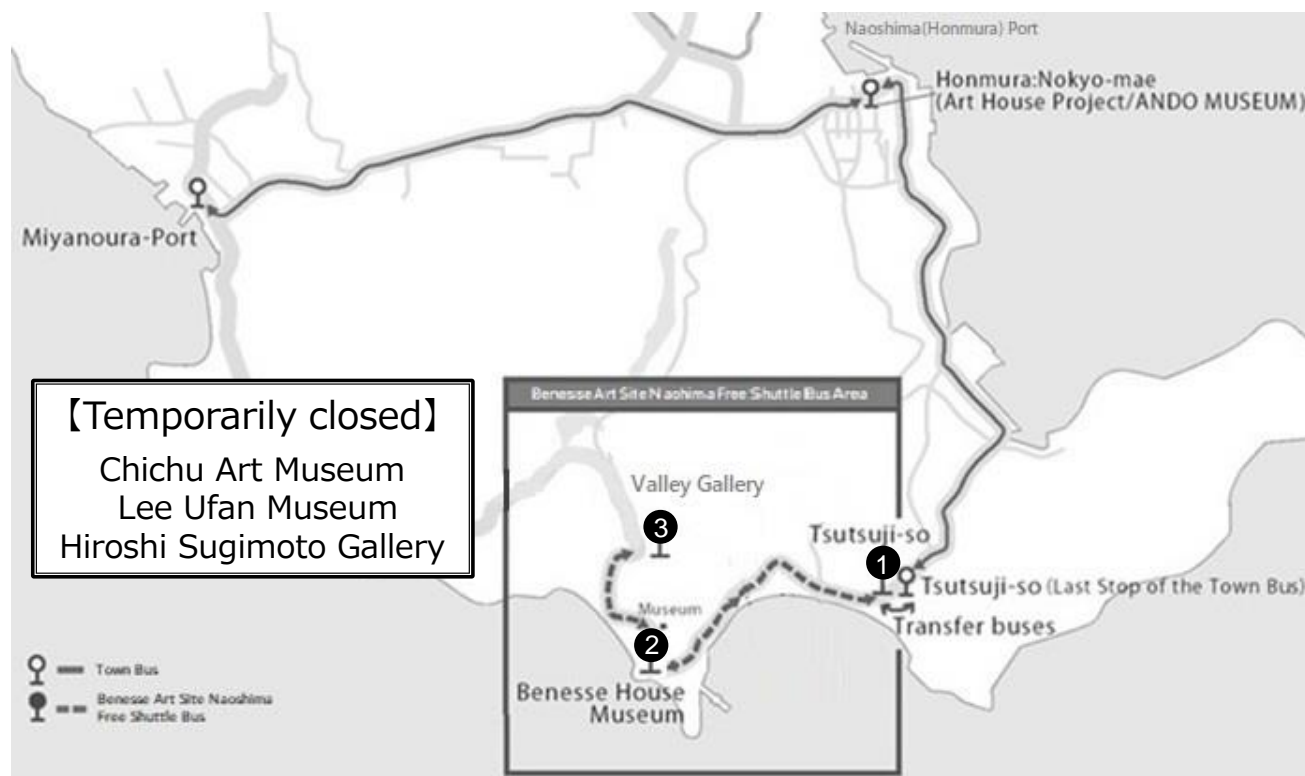 Naoshima(Honmura) Port
Honmura:Nokyo-mae
(Art House Project/ANDO MUSEUM)
Miyanoura-Port
【Temporarily closed】
Chichu Art Museum
Lee Ufan Museum
Hiroshi Sugimoto Gallery
Benesse Art Site Naoshima Free Shuttle Bus Area
Valley Gallery
3
Tsutsuji-so
1
Tsutsuji-so (Last Stop of the Town Bus)
Transfer buses
Museum
2
Benesse House
Museum
Town Bus
Benesse Art Site Naoshima
Free Shuttle Bus